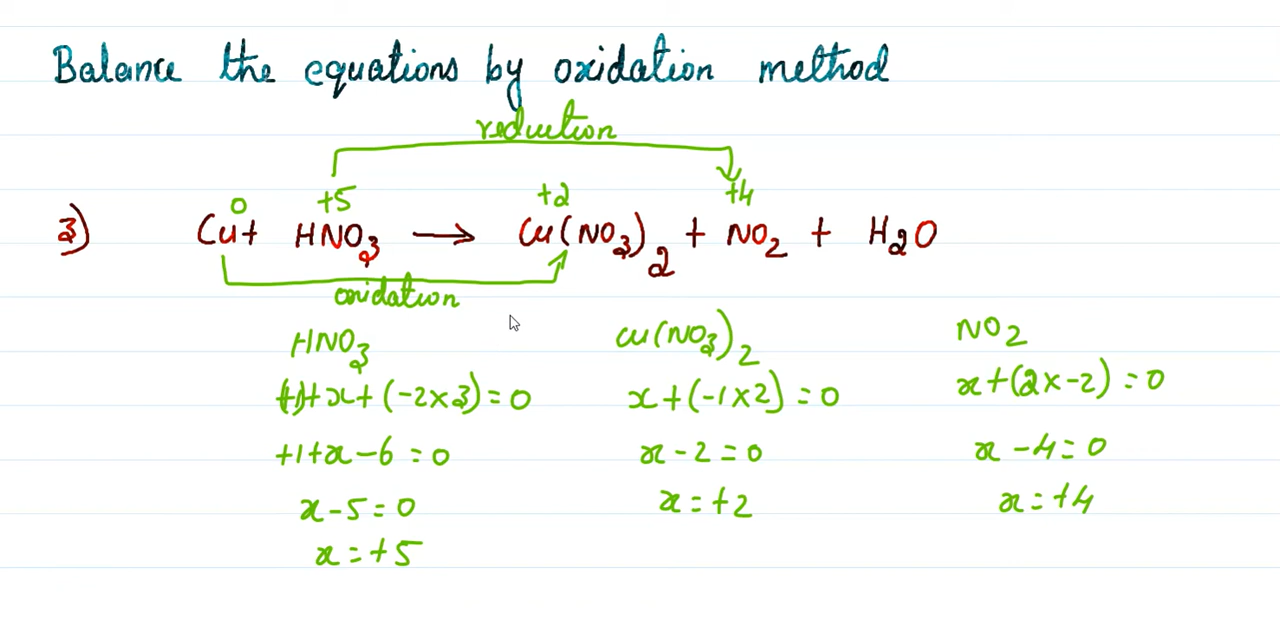 Balance the equations by oxidation method
reduction
0 +5 +2 +4
3) Cu + HNO3 → Cu(NO3)2 + NO2 + H2O
oxidation
HNO3 Cu(NO3)2 NO2
(+1)+x+(-2×3)=0 x+(-1×2)=0 x+(2×-2)=0
+1+x-6=0 x-2=0 x-4=0
x-5=0 x=+2 x=+4
x=+5